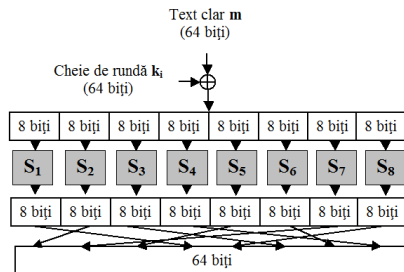 Text clar m
(64 biți)
Cheie de rundă ki
(64 biți)
8 biți 8 biți 8 biți 8 biți 8 biți 8 biți 8 biți 8 biți
S1 S2 S3 S4 S5 S6 S7 S8
8 biți 8 biți 8 biți 8 biți 8 biți 8 biți 8 biți 8 biți
64 biți